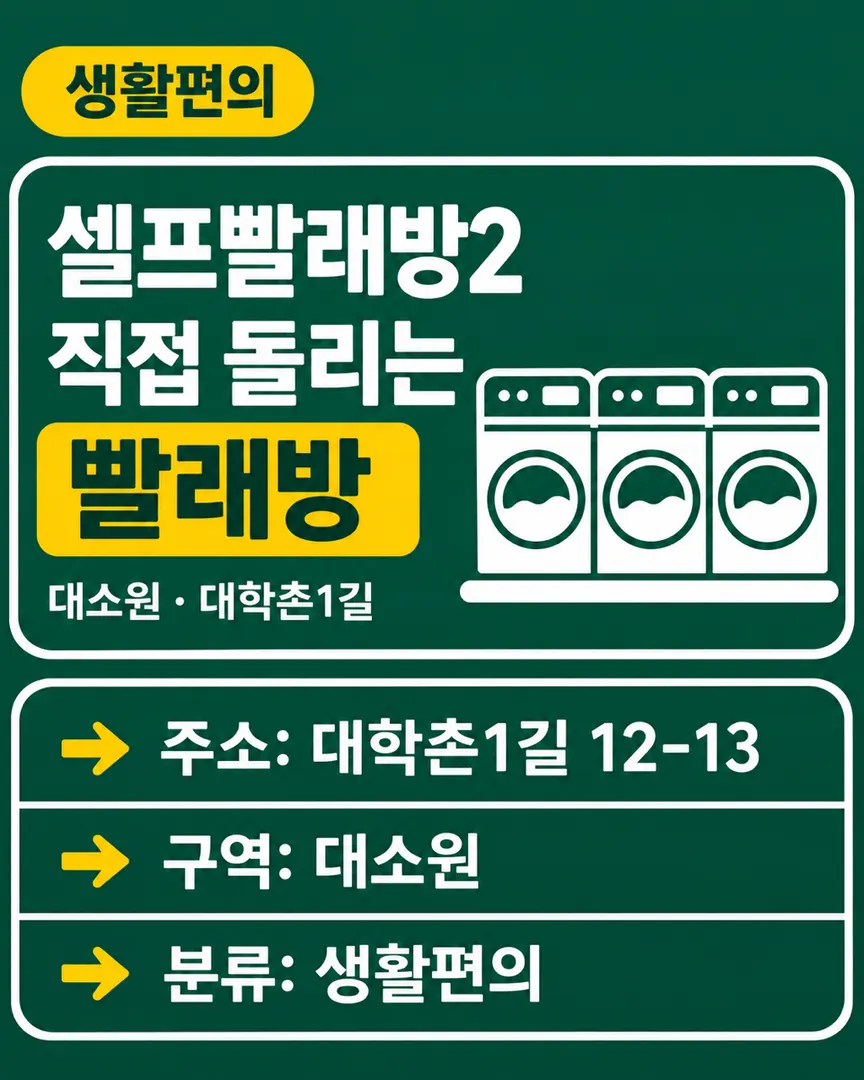 생활편의
셀프빨래방2
직접 돌리는
빨래방
대소원 · 대학촌1길
주소: 대학촌1길 12-13
구역: 대소원
분류: 생활편의